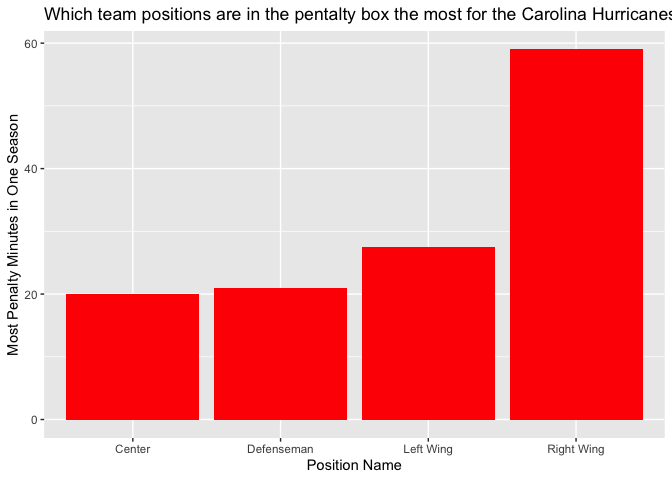 Which team positions are in the pentalty box the most for the Carolina Hurricanes
Most Penalty Minutes in One Season
60
40
20
0
Center Defenseman Left Wing Right Wing
Position Name